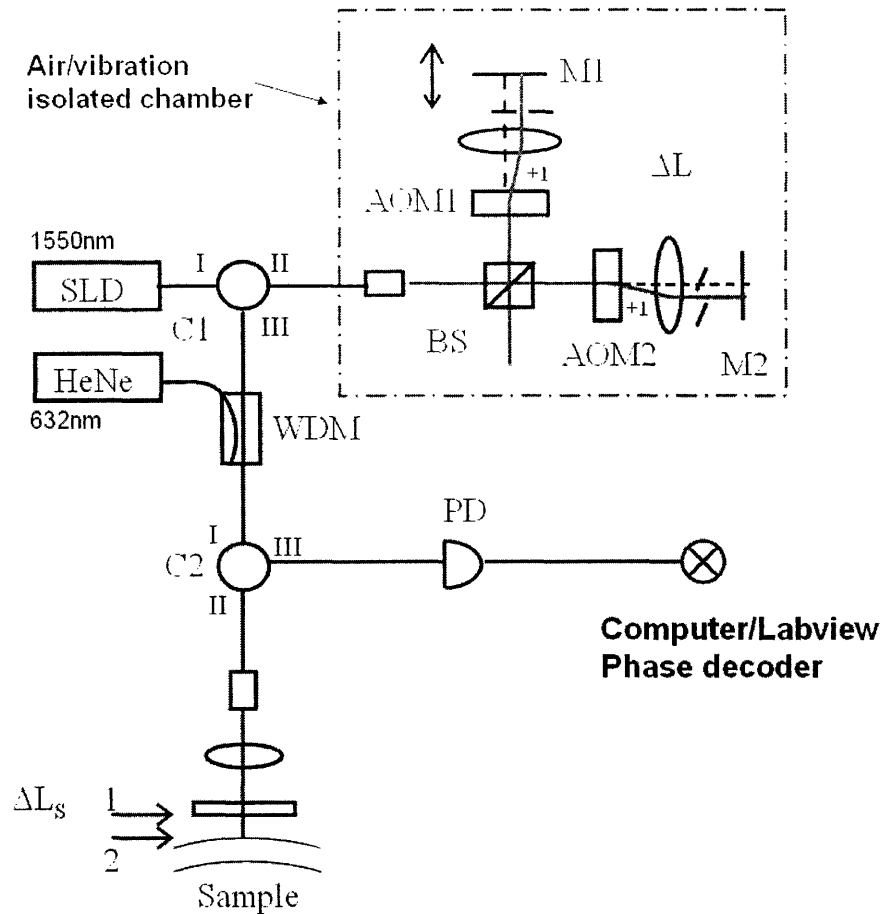 Air/vibration
isolated chamber
M1
+1
AOM1
ΔL
1550nm
I
II
SLD
C1
III
BS
+1
AOM2
M2
HeNe
632nm
WDM
PD
I
III
C2
II
Computer/Labview
Phase decoder
ΔLs
1
2
Sample